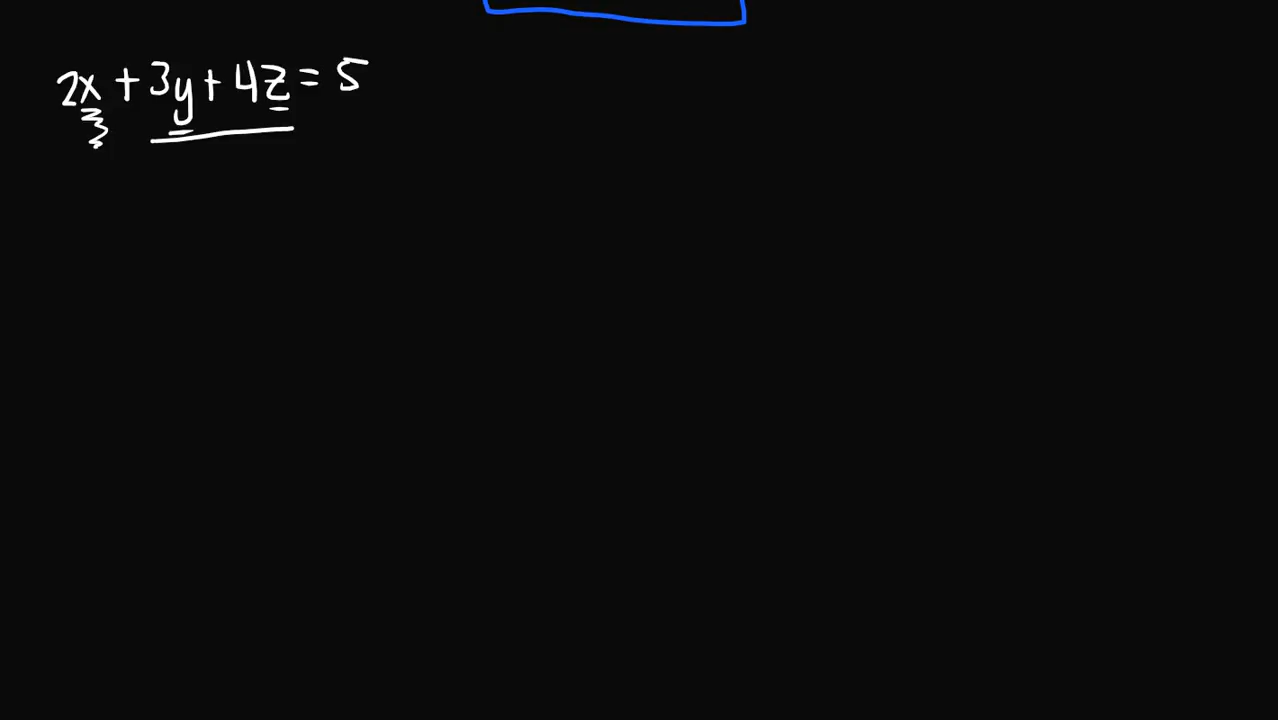 2x + 3y + 4z = 5